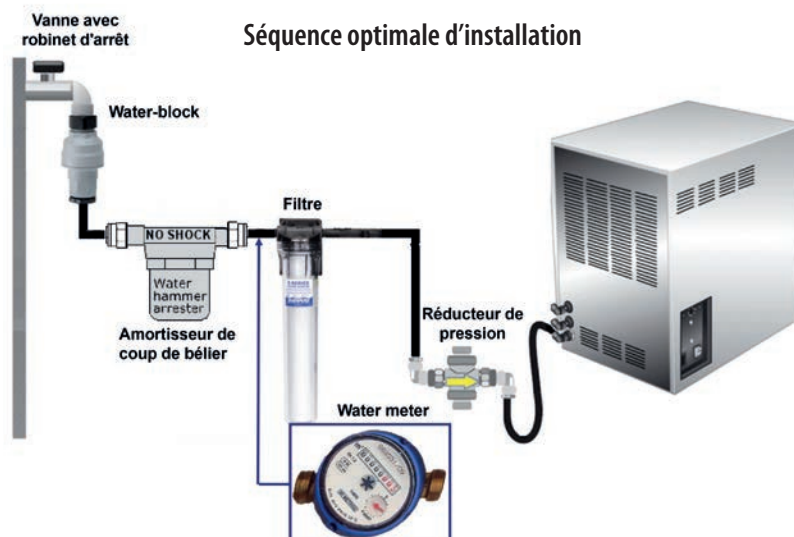 Séquence optimale d’installation
Vanne avec
robinet d'arrêt
Water-block
NO SHOCK
Water
hammer
arrester
Amortisseur de
coup de bélier
Filtre
Réducteur de
pression
Water meter